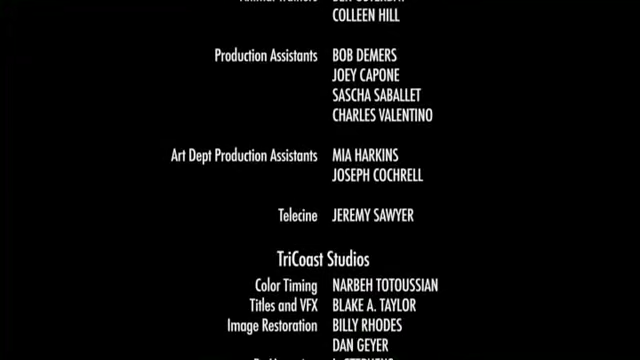 COLLEEN HILL
Production Assistants BOB DEMERS
JOEY CAPONE
SASCHA SABALLET
CHARLES VALENTINO
Art Dept Production Assistants MIA HARKINS
JOSEPH COCHRELL
Telecine JEREMY SAWYER
TriCoast Studios
Color Timing NARBEH TOTOUSSIAN
Titles and VFX BLAKE A. TAYLOR
Image Restoration BILLY RHODES
DAN GEYER